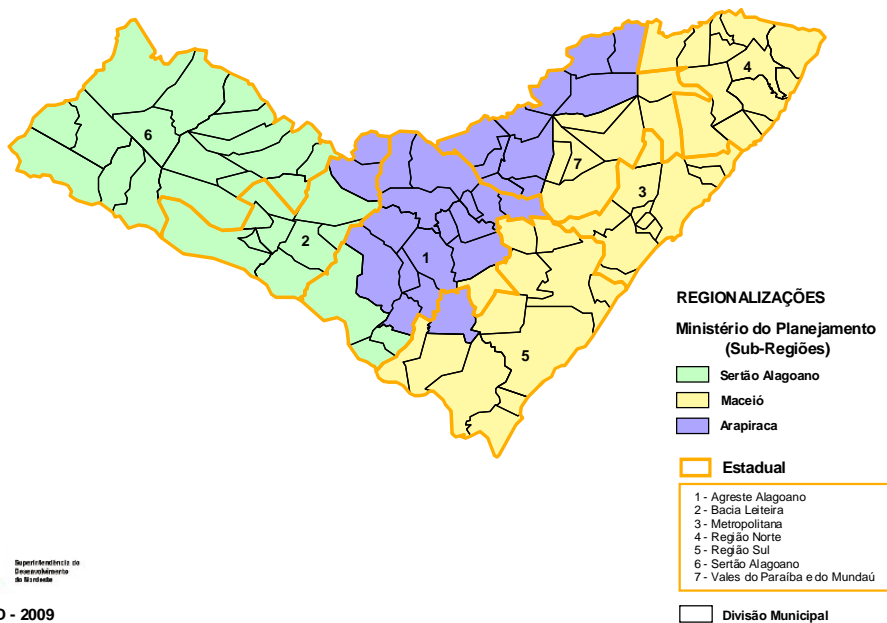 4
6
7
3
2
1
5
REGIONALIZAÇÕES
Ministério do Planejamento
(Sub-Regiões)
Sertão Alagoano
Maceió
Arapiraca
Estadual
1 - Agreste Alagoano
2 - Bacia Leiteira
3 - Metropolitana
4 - Região Norte
5 - Região Sul
6 - Sertão Alagoano
7 - Vales do Paraíba e do Mundaú
Divisão Municipal
Superintendência do
Desenvolvimento
do Nordeste
- 2009